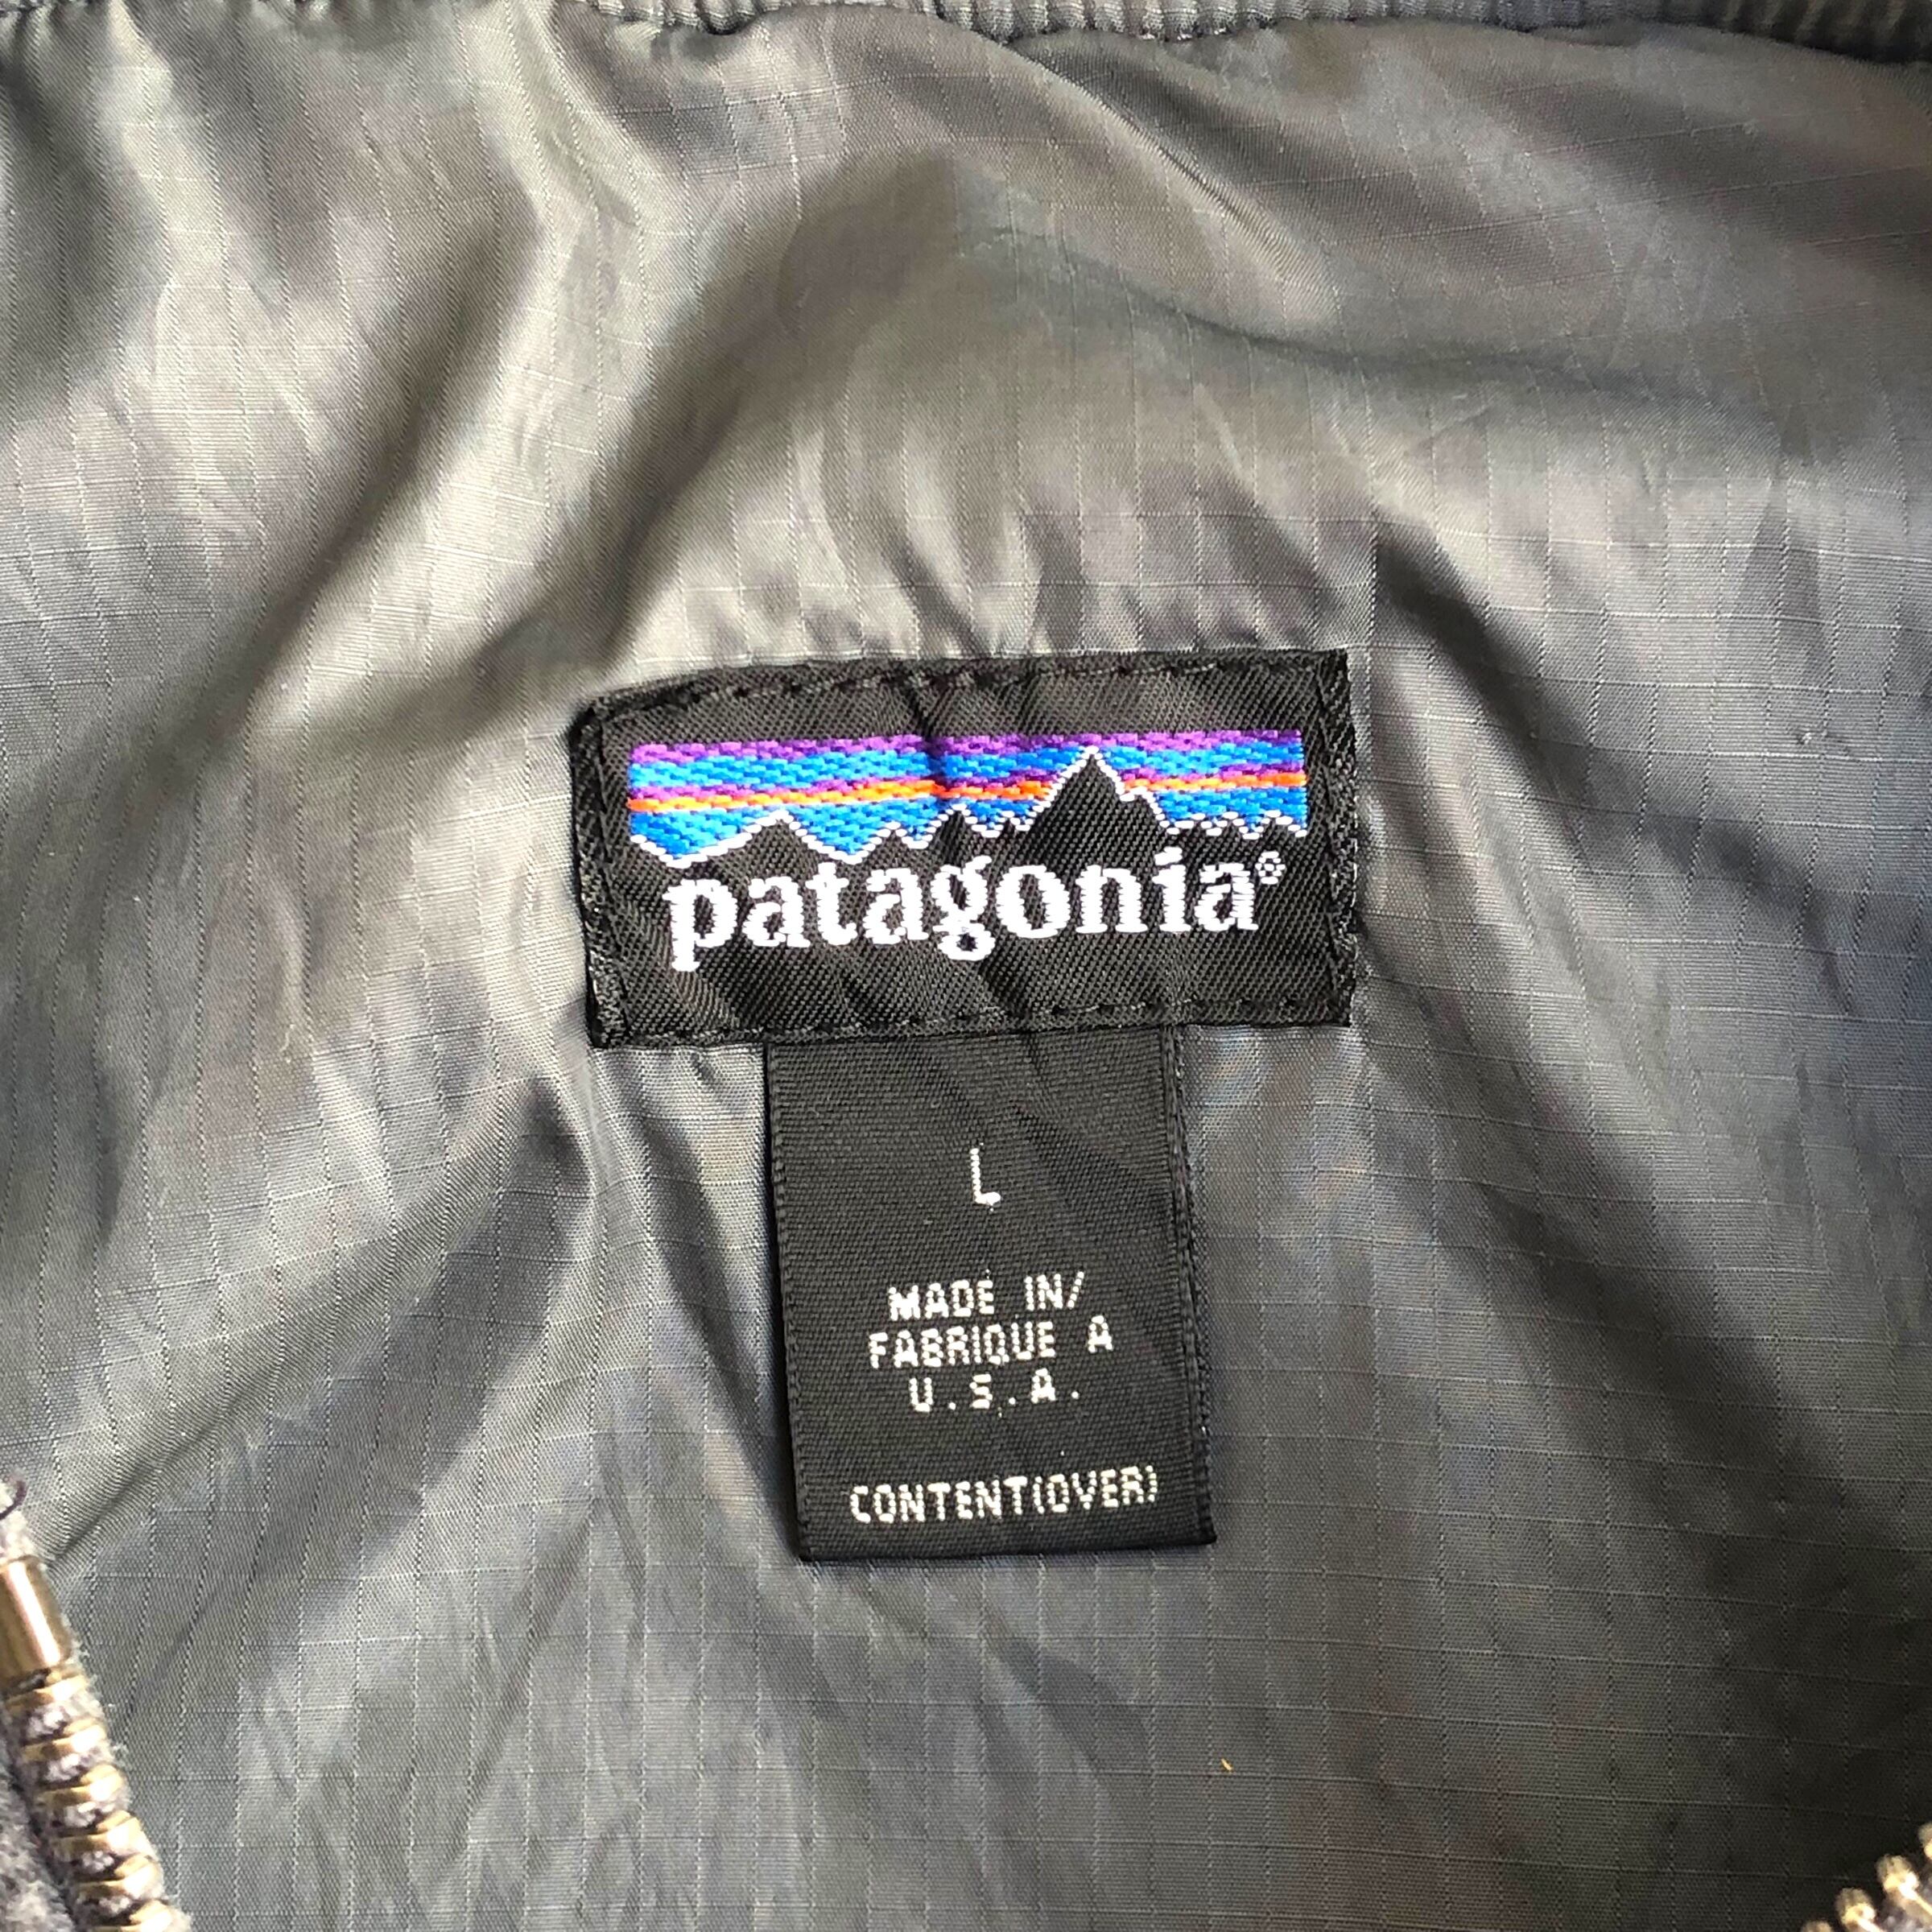 patagonia®
L
MADE IN/
FABRIQUE A
U.S.A.
CONTENT(OVER)